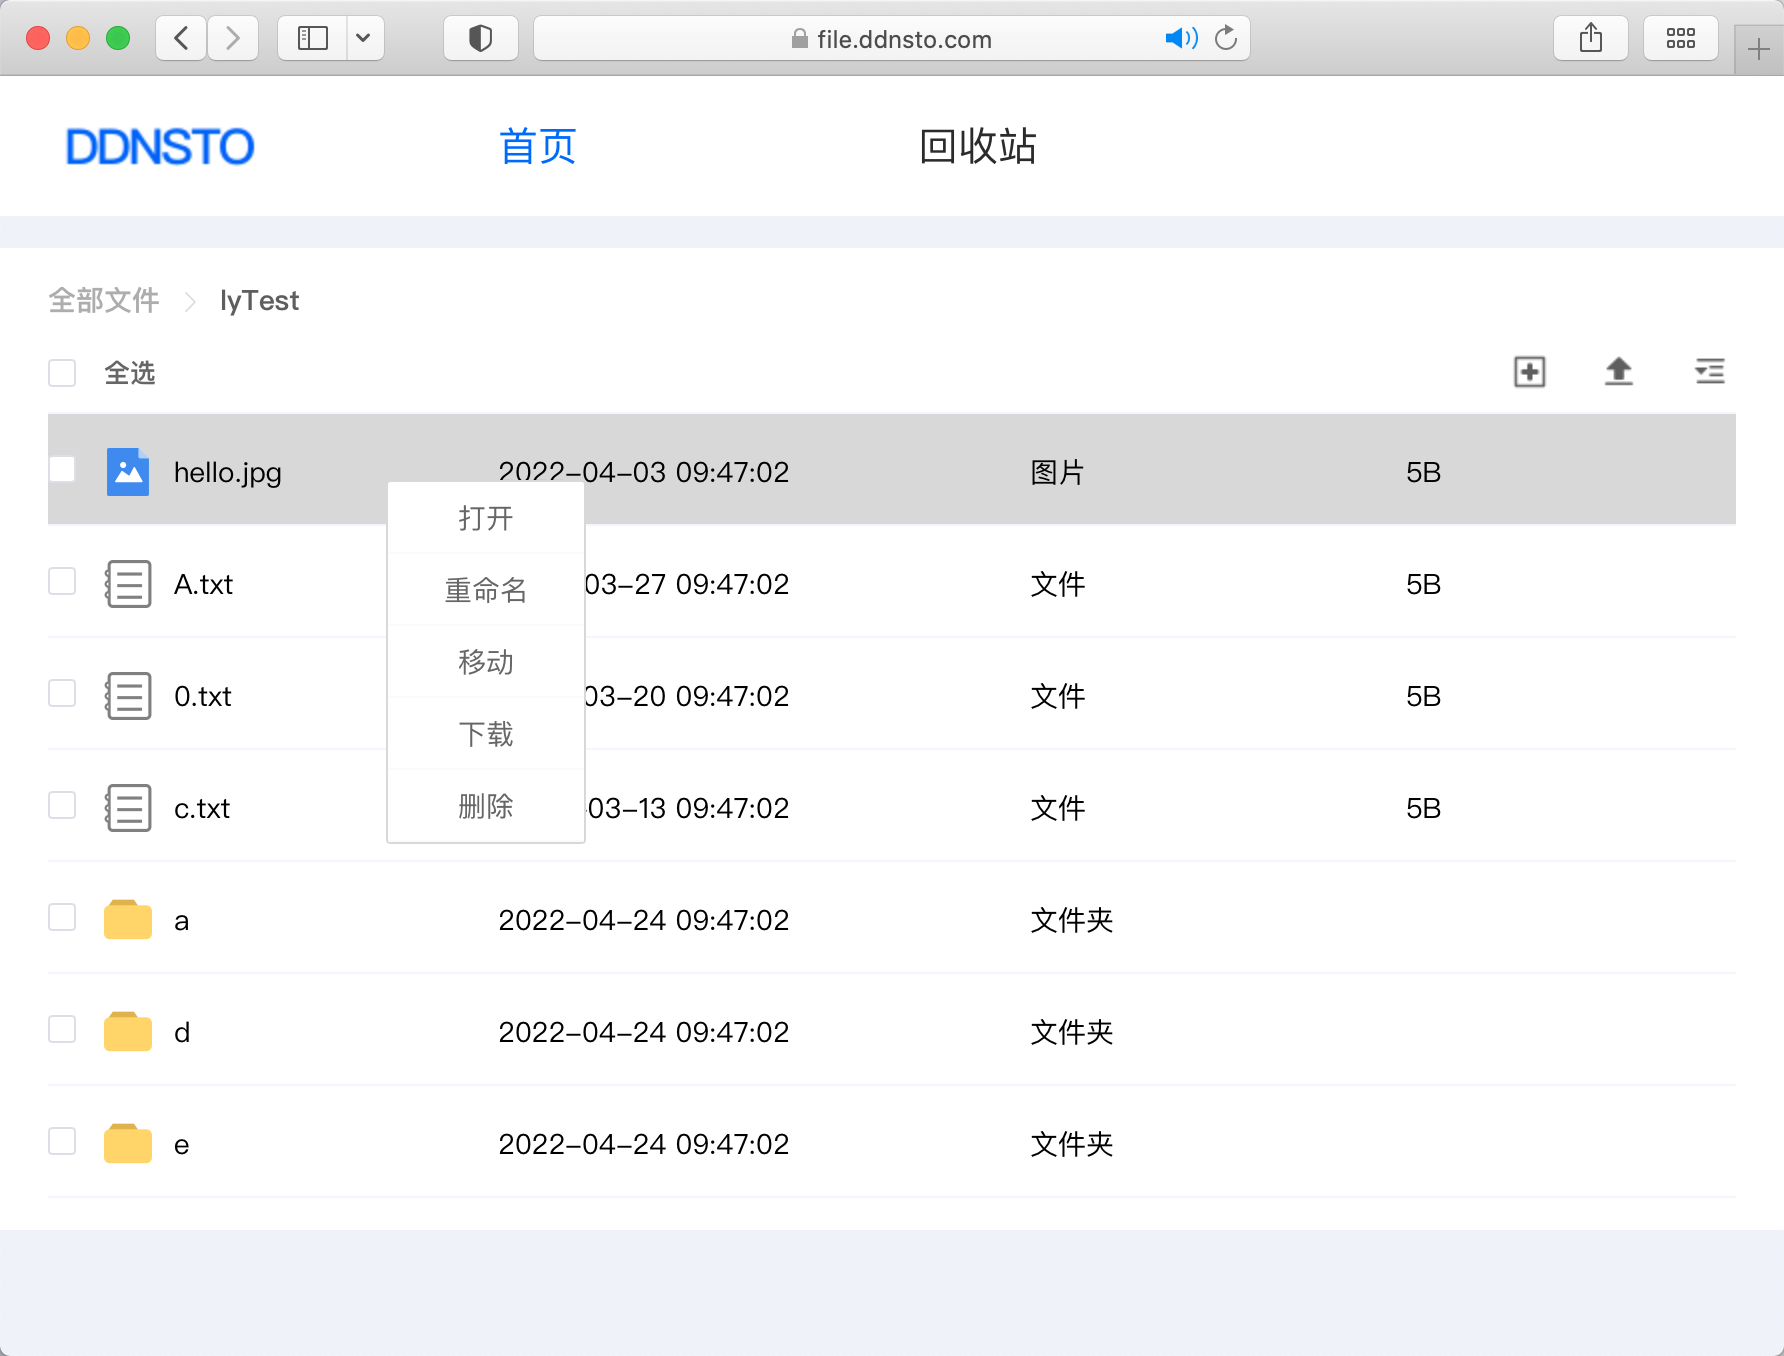 file.ddnsto.com
DDNSTO 首页 回收站
全部文件 lyTest
全选
hello.jpg 2022-04-03 09:47:02 图片 5B
打开
A.txt 03-27 09:47:02 文件 5B
重命名
移动
0.txt 03-20 09:47:02 文件 5B
下载
c.txt 03-13 09:47:02 文件 5B
删除
a 2022-04-24 09:47:02 文件夹
d 2022-04-24 09:47:02 文件夹
e 2022-04-24 09:47:02 文件夹